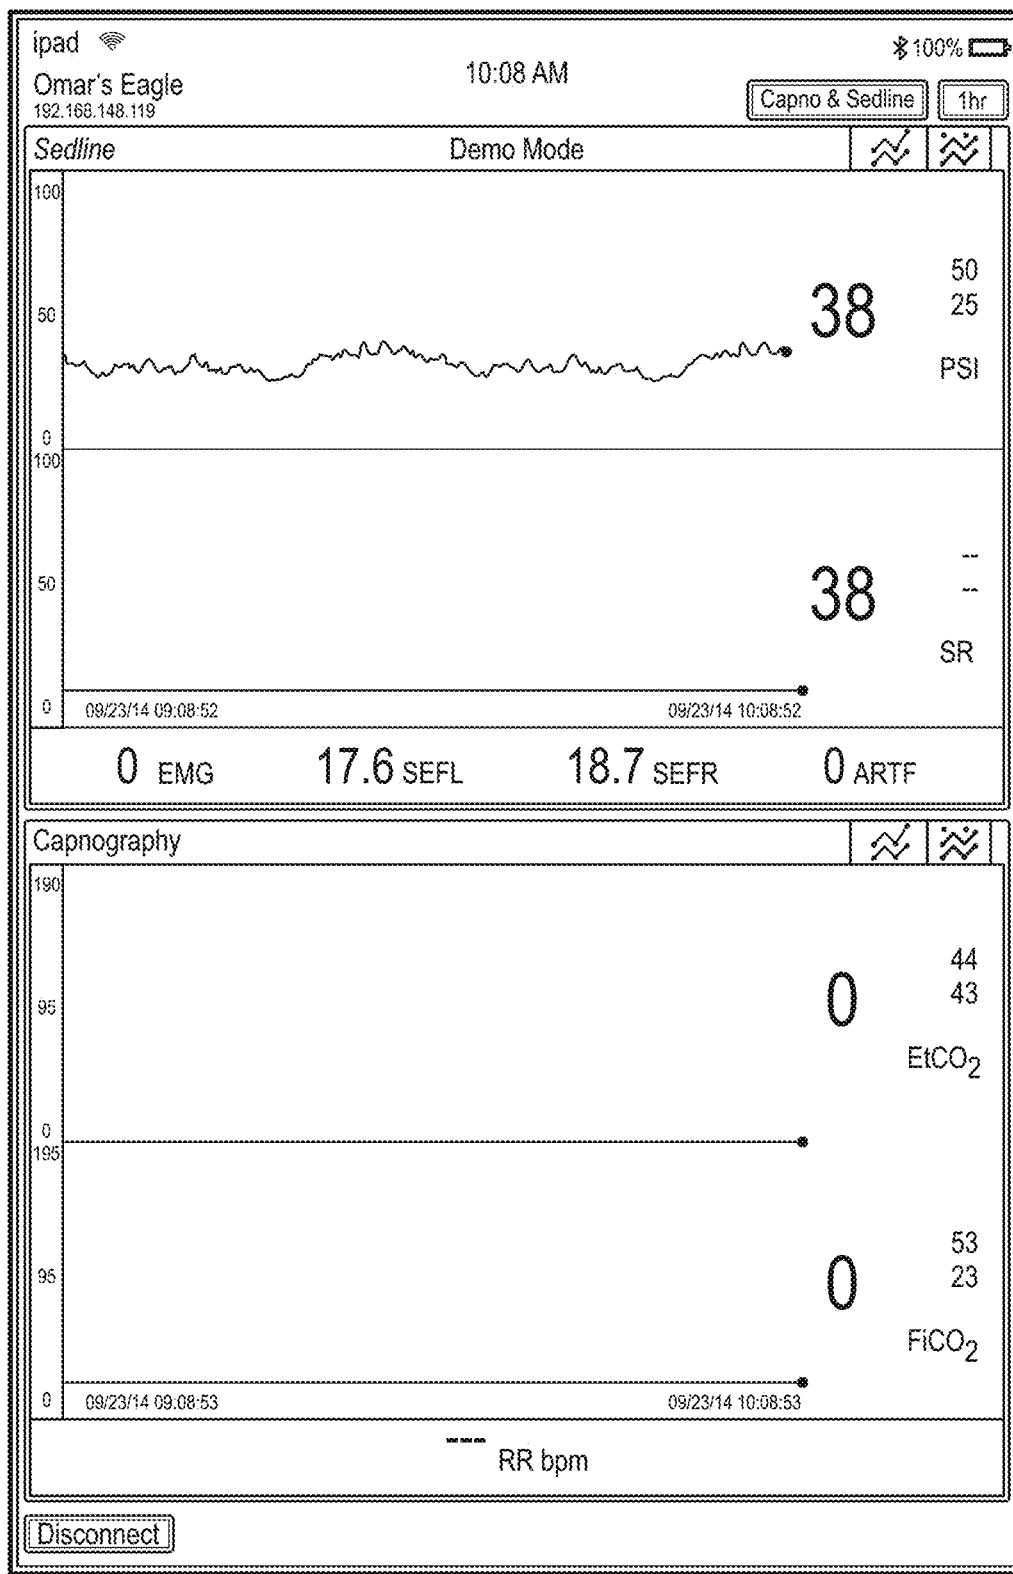 ipad 100%
10:08 AM
Omar's Eagle
192.168.148.119
Capno & Sedline 1hr
Sedline Demo Mode
100
50
0
38
50
25
PSI
100
50
0
38
--
--
SR
09/23/14 09:08:52 09/23/14 10:08:52
0 EMG 17.6 SEFL 18.7 SEFR 0 ARTF
Capnography
190
95
0
0
44
43
EtCO2
195
95
0
0
53
23
FiCO2
09/23/14 09:08:53 09/23/14 10:08:53
--- RR bpm
Disconnect